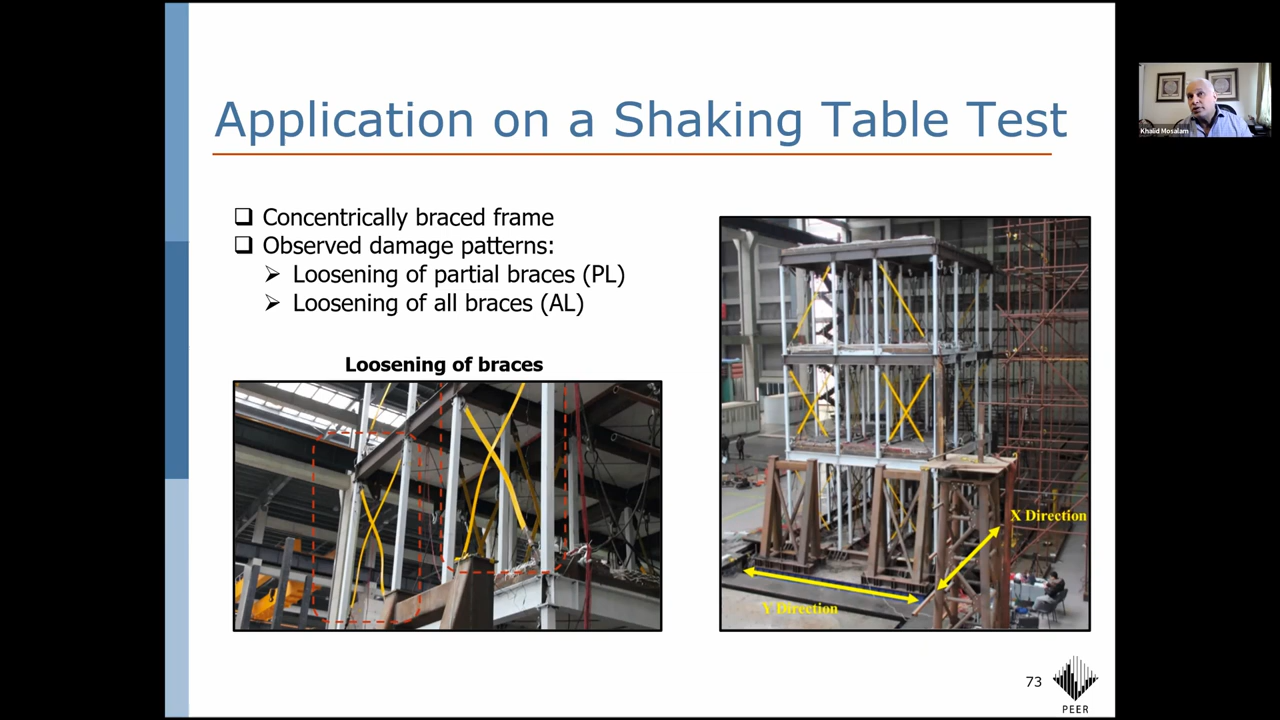 Application on a Shaking Table Test
❑ Concentrically braced frame
❑ Observed damage patterns:
➢ Loosening of partial braces (PL)
➢ Loosening of all braces (AL)
Loosening of braces
X Direction
Y Direction
73
PEER
Khalid Mosalam